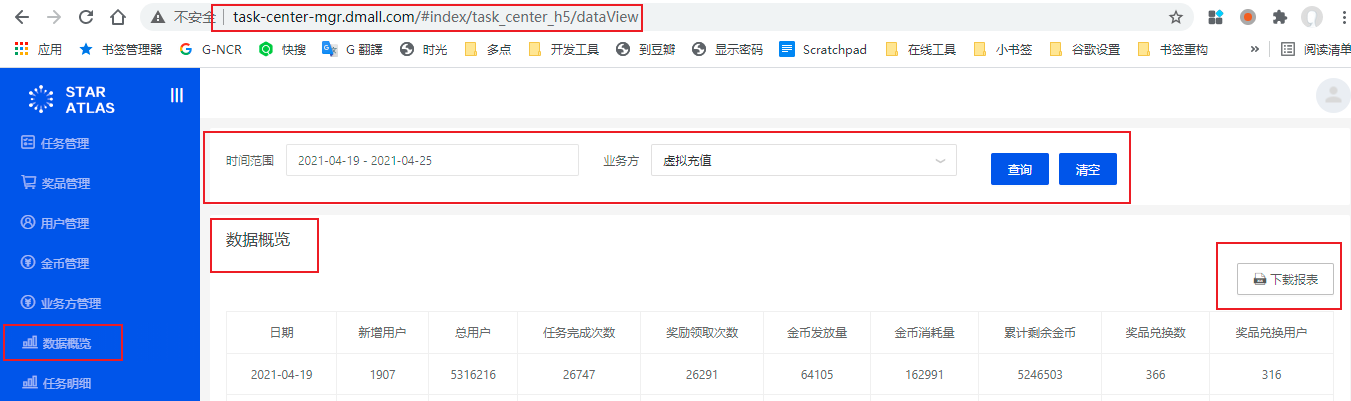 不安全 task-center-mgr.dmall.com/#index/task_center_h5/dataView
应用 书签管理器 G-NCR 快搜 G 翻譯 时光 多点 开发工具 到豆瓣 显示密码 Scratchpad 在线工具 小书签 谷歌设置 书签重构 » 阅读清单
STAR
ATLAS
任务管理
奖品管理
用户管理
金币管理
业务方管理
数据概览
任务明细
时间范围 2021-04-19 - 2021-04-25 业务方 虚拟充值 查询 清空
数据概览
下载报表
日期 新增用户 总用户 任务完成次数 奖励领取次数 金币发放量 金币消耗量 累计剩余金币 奖品兑换数 奖品兑换用户
2021-04-19 1907 5316216 26747 26291 64105 162991 5246503 366 316